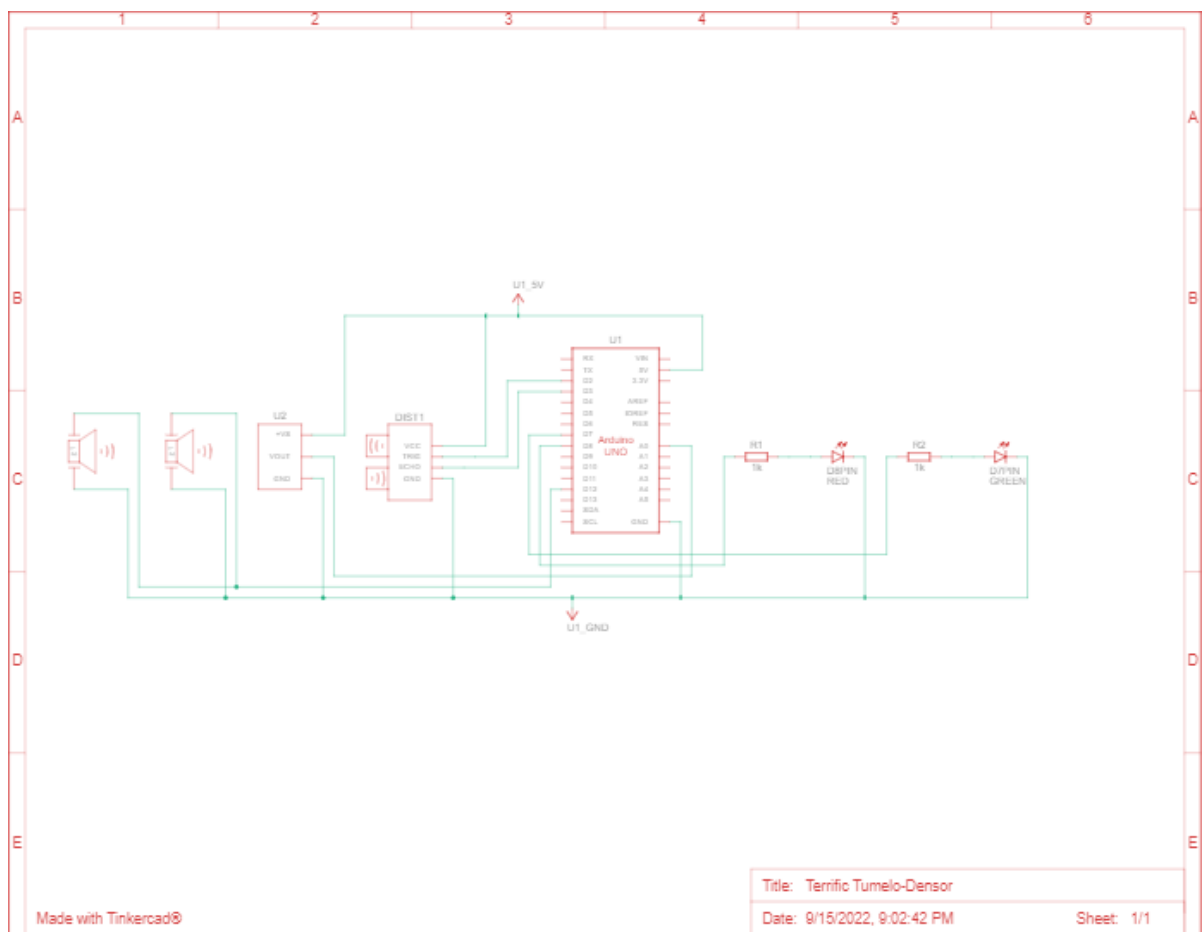 1 2 3 4 5 6
A A
U1_5V
B B
U1
RX VIN
TX 5V
D2 3.3V
D3
D4 AREF
D5 IOREF
D6 RES
D7
D8 A0
D9 A1
D10 A2
D11 A3
D12 A4
D13 A5
SDA
SCL GND
Arduino
UNO
U2
+VS
VOUT
GND
DIST1
VCC
TRIG
ECHO
GND
R1
1k
D8PIN
RED
R2
1k
D7PIN
GREEN
C C
U1_GND
D D
E E
Title: Terrific Tumelo-Densor
Made with Tinkercad®
Date: 9/15/2022, 9:02:42 PM Sheet: 1/1